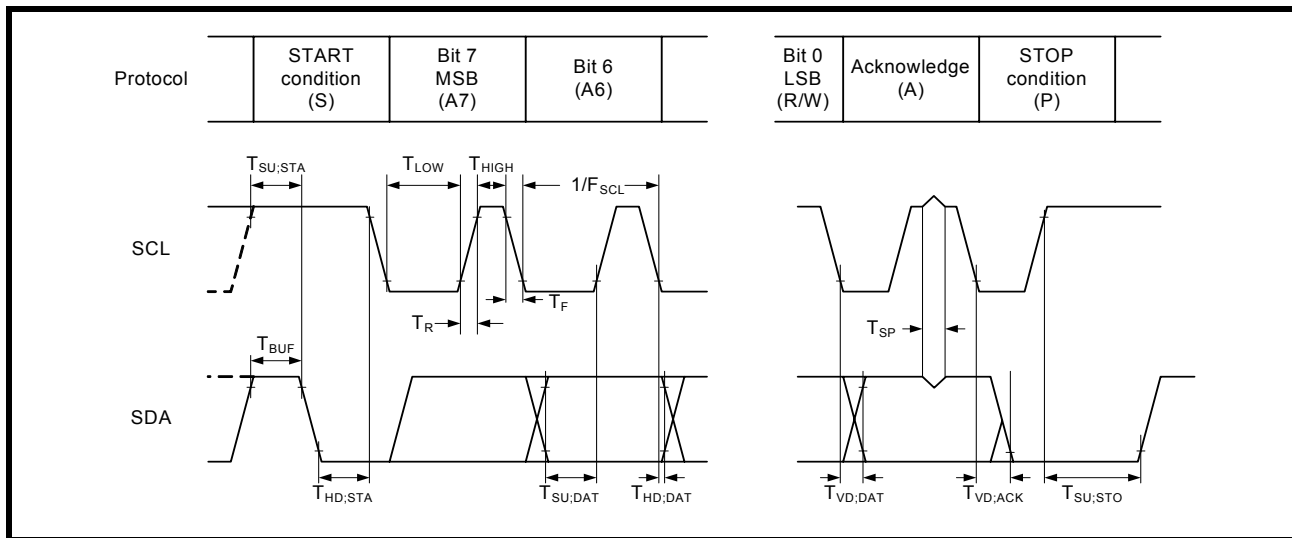 Protocol
START
condition
(S)
Bit 7
MSB
(A7)
Bit 6
(A6)
Bit 0
LSB
(R/W)
Acknowledge
(A)
STOP
condition
(P)
TSU;STA
TLOW
THIGH
1/FSCL
SCL
TF
TR
TSP
TBUF
SDA
THD;STA
TSU;DAT
THD;DAT
TVD;DAT
TVD;ACK
TSU;STO